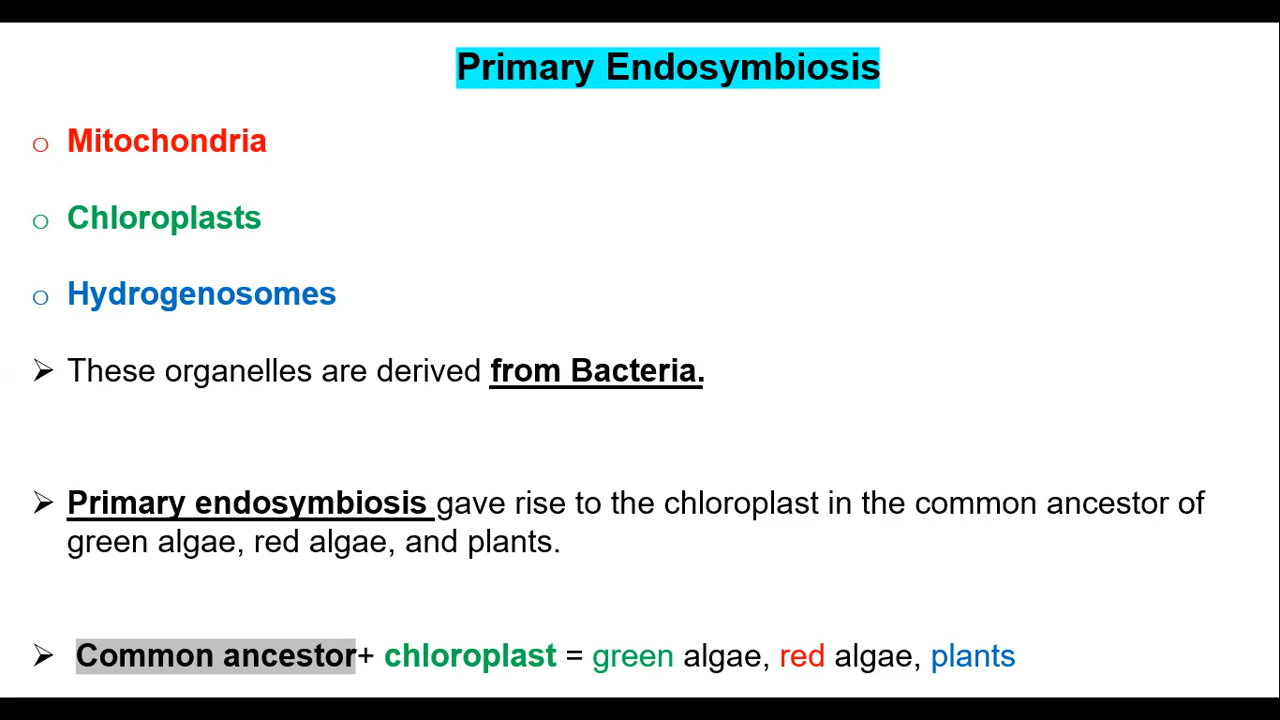 Primary Endosymbiosis
o Mitochondria
o Chloroplasts
o Hydrogenosomes
➢ These organelles are derived from Bacteria.
➢ Primary endosymbiosis gave rise to the chloroplast in the common ancestor of
green algae, red algae, and plants.
➢ Common ancestor+ chloroplast = green algae, red algae, plants